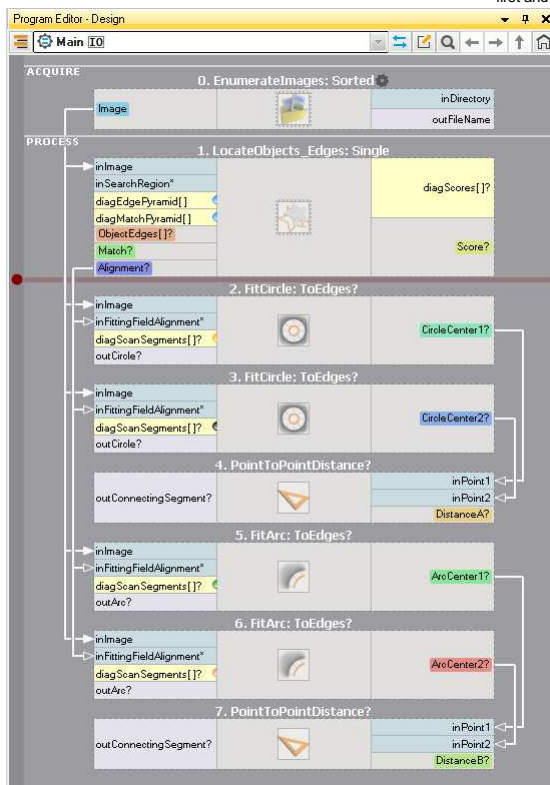 first and
Program Editor - Design
Main IO
ACQUIRE
0. EnumerateImages: Sorted
Image
inDirectory
outFileName
PROCESS
1. LocateObjects_Edges: Single
inImage
inSearchRegion*
diagEdgePyramid[]
diagMatchPyramid[]
ObjectEdges[]?
Match?
Alignment?
diagScores[]?
Score?
2. FitCircle: ToEdges?
inImage
inFittingFieldAlignment*
diagScanSegments[]?
outCircle?
CircleCenter1?
3. FitCircle: ToEdges?
inImage
inFittingFieldAlignment*
diagScanSegments[]?
outCircle?
CircleCenter2?
4. PointToPointDistance?
outConnectingSegment?
inPoint1
inPoint2
DistanceA?
5. FitArc: ToEdges?
inImage
inFittingFieldAlignment*
diagScanSegments[]?
outArc?
ArcCenter1?
6. FitArc: ToEdges?
inImage
inFittingFieldAlignment*
diagScanSegments[]?
outArc?
ArcCenter2?
7. PointToPointDistance?
outConnectingSegment?
inPoint1
inPoint2
DistanceB?